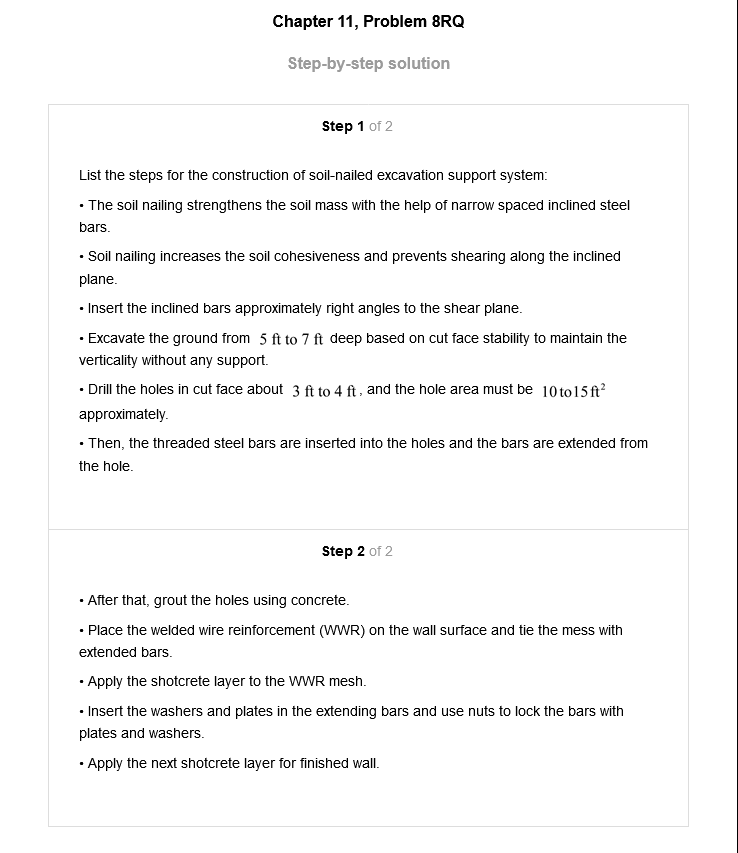 Chapter 11, Problem 8RQ
Step-by-step solution
Step 1 of 2
List the steps for the construction of soil-nailed excavation support system:
• The soil nailing strengthens the soil mass with the help of narrow spaced inclined steel
bars.
• Soil nailing increases the soil cohesiveness and prevents shearing along the inclined
plane.
• Insert the inclined bars approximately right angles to the shear plane.
• Excavate the ground from 5 ft to 7 ft deep based on cut face stability to maintain the
verticality without any support.
• Drill the holes in cut face about 3 ft to 4 ft, and the hole area must be 10 to 15 ft²
approximately.
• Then, the threaded steel bars are inserted into the holes and the bars are extended from
the hole.
Step 2 of 2
• After that, grout the holes using concrete.
• Place the welded wire reinforcement (WWR) on the wall surface and tie the mess with
extended bars.
• Apply the shotcrete layer to the WWR mesh.
• Insert the washers and plates in the extending bars and use nuts to lock the bars with
plates and washers.
• Apply the next shotcrete layer for finished wall.